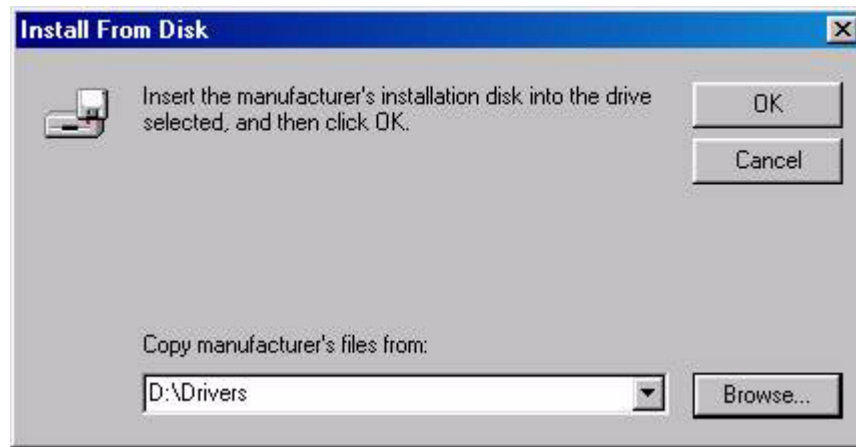 Install From Disk
Insert the manufacturer's installation disk into the drive
selected, and then click OK.
OK
Cancel
Copy manufacturer's files from:
D:\Drivers
Browse...